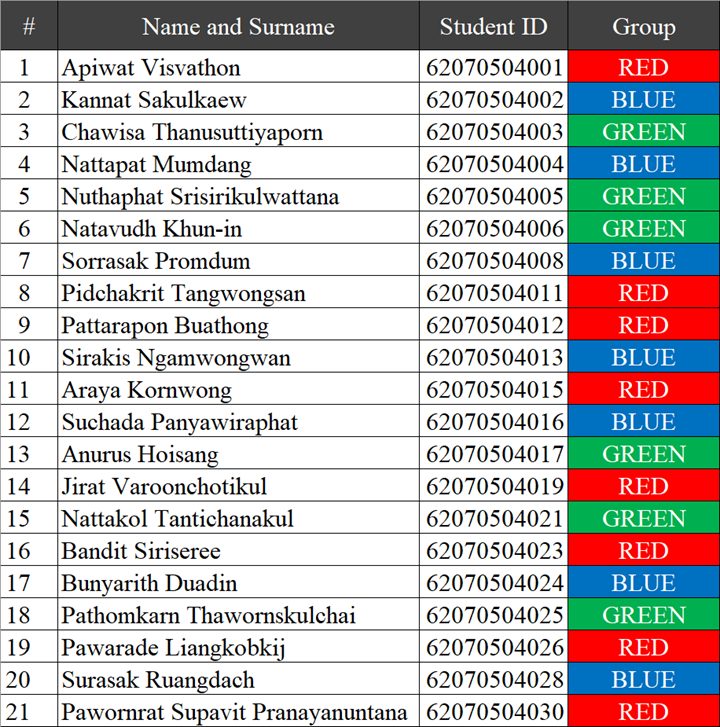 # Name and Surname Student ID Group
1 Apiwat Visvathon 62070504001 RED
2 Kannat Sakulkaew 62070504002 BLUE
3 Chawisa Thanusuttiyaporn 62070504003 GREEN
4 Nattapat Mumdang 62070504004 BLUE
5 Nuthaphat Srisirikulwattana 62070504005 GREEN
6 Natavudh Khun-in 62070504006 GREEN
7 Sorrasak Promdum 62070504008 BLUE
8 Pidchakrit Tangwongsan 62070504011 RED
9 Pattarapon Buathong 62070504012 RED
10 Sirakis Ngamwongwan 62070504013 BLUE
11 Araya Kornwong 62070504015 RED
12 Suchada Panyawiraphat 62070504016 BLUE
13 Anurus Hoisang 62070504017 GREEN
14 Jirat Varoonchotikul 62070504019 RED
15 Nattakol Tantichanakul 62070504021 GREEN
16 Bandit Siriseree 62070504023 RED
17 Bunyarith Duadin 62070504024 BLUE
18 Pathomkarn Thawornskulchai 62070504025 GREEN
19 Pawarade Liangkobkij 62070504026 RED
20 Surasak Ruangdach 62070504028 BLUE
21 Pawornrat Supavit Pranayanuntana 62070504030 RED